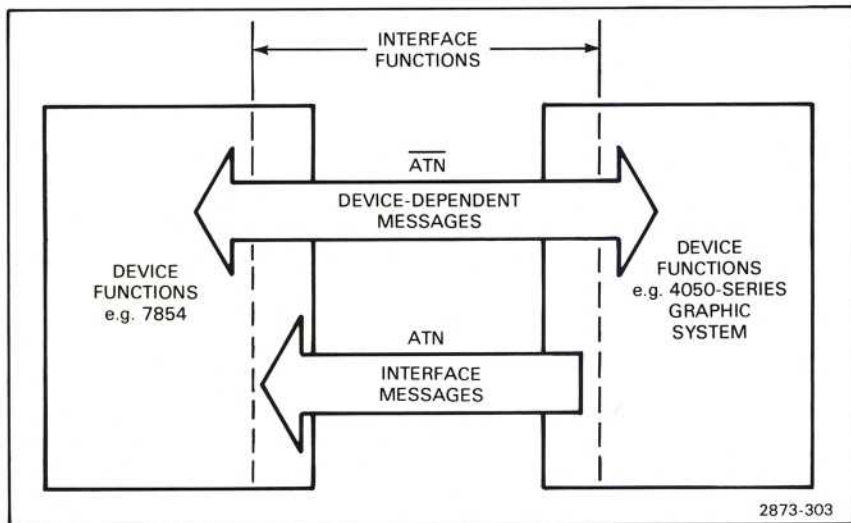 INTERFACE
FUNCTIONS
A̅T̅N̅
DEVICE-DEPENDENT
MESSAGES
DEVICE
FUNCTIONS
e.g. 7854
DEVICE
FUNCTIONS
e.g. 4050-SERIES
GRAPHIC
SYSTEM
ATN
INTERFACE
MESSAGES
2873-303